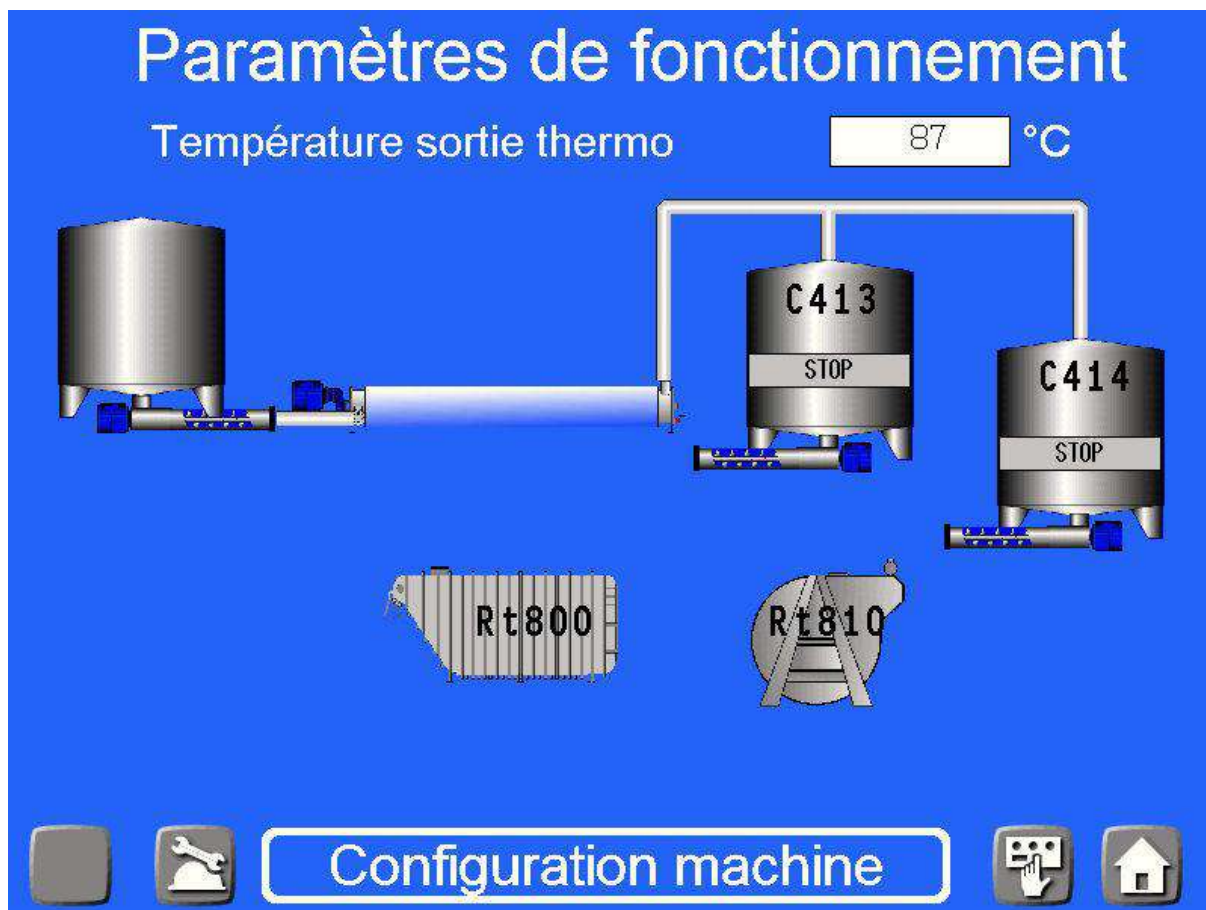 Paramètres de fonctionnement
Température sortie thermo 87 °C
C413
STOP
C414
STOP
Rt800
Rt810
Configuration machine